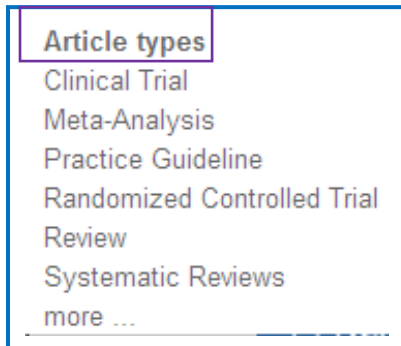 Article types
Clinical Trial
Meta-Analysis
Practice Guideline
Randomized Controlled Trial
Review
Systematic Reviews
more ...